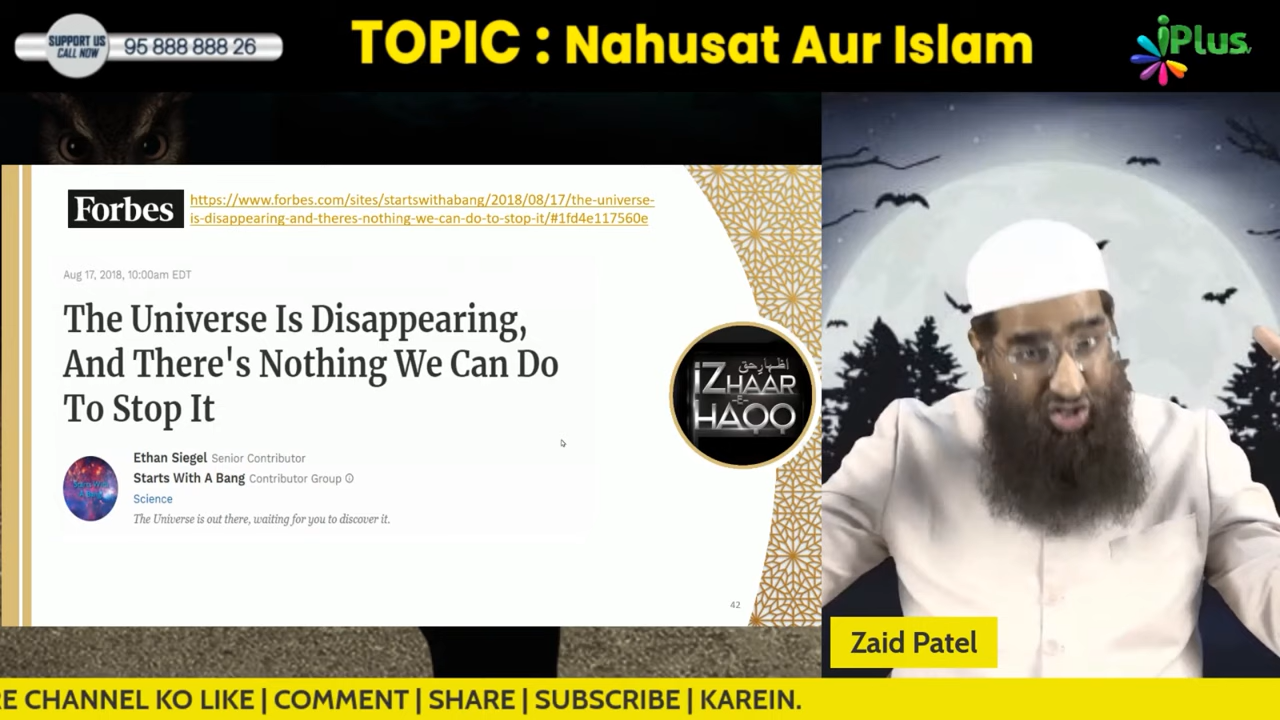 SUPPORT US
CALL NOW
95 888 888 26
TOPIC : Nahusat Aur Islam
iPlus
Forbes
https://www.forbes.com/sites/startswithabang/2018/08/17/the-universe-
is-disappearing-and-theres-nothing-we-can-do-to-stop-it/#1fd4e117560e
Aug 17, 2018, 10:00am EDT
The Universe Is Disappearing,
And There's Nothing We Can Do
To Stop It
Ethan Siegel Senior Contributor
Starts With A Bang Contributor Group
Science
The Universe is out there, waiting for you to discover it.
اظہارِ حق
iZHAAR
-E-
HAQQ
42
Zaid Patel
RE CHANNEL KO LIKE | COMMENT | SHARE | SUBSCRIBE | KAREIN.